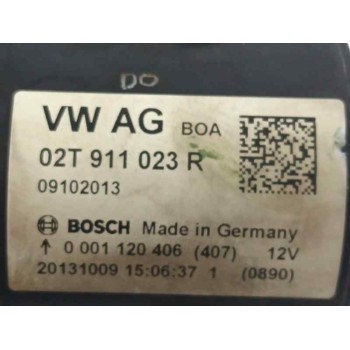 DO
VW AG BOA
02T 911 023 R
09102013
BOSCH Made in Germany
↑ 0 001 120 406 (407) 12V
20131009 15:06:37 1 (0890)